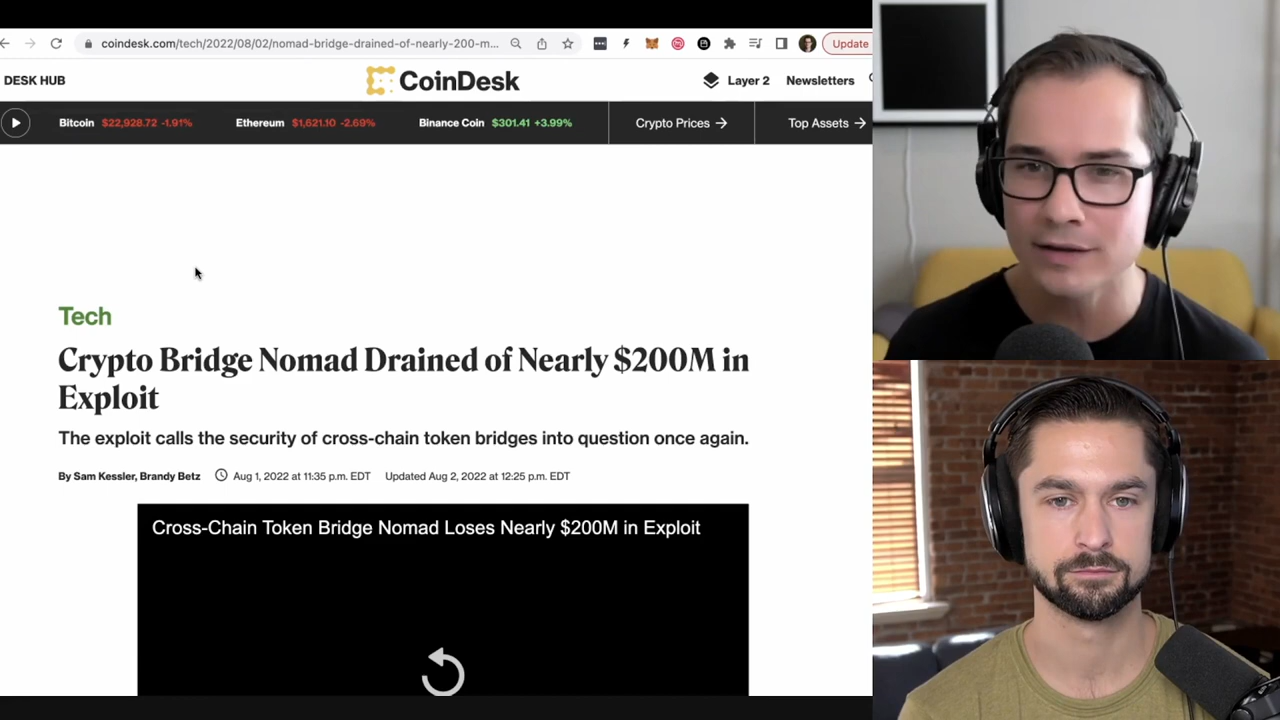 coindesk.com/tech/2022/08/02/nomad-bridge-drained-of-nearly-200-m...
Update
DESK HUB
CoinDesk
Layer 2
Newsletters
Bitcoin $22,928.72 -1.91%
Ethereum $1,621.10 -2.69%
Binance Coin $301.41 +3.99%
Crypto Prices →
Top Assets →
Tech
Crypto Bridge Nomad Drained of Nearly $200M in
Exploit
The exploit calls the security of cross-chain token bridges into question once again.
By Sam Kessler, Brandy Betz
Aug 1, 2022 at 11:35 p.m. EDT
Updated Aug 2, 2022 at 12:25 p.m. EDT
Cross-Chain Token Bridge Nomad Loses Nearly $200M in Exploit